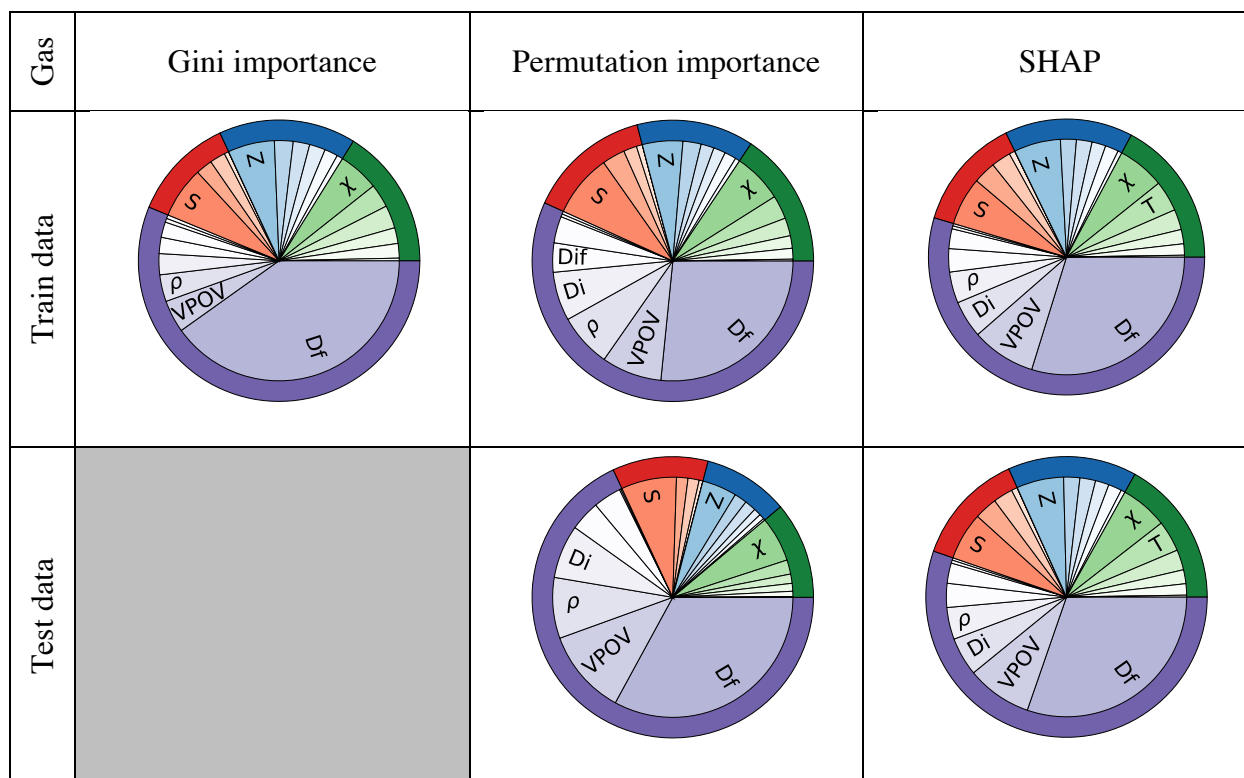 Gas
Gini importance
Permutation importance
SHAP
Train data
Z
χ
S
ρ
VPOV
Df
Z
χ
S
Dif
Di
ρ
VPOV
Df
Z
χ
T
S
ρ
Di
VPOV
Df
Test data
S
Z
χ
Di
ρ
VPOV
Df
Z
χ
T
S
ρ
Di
VPOV
Df